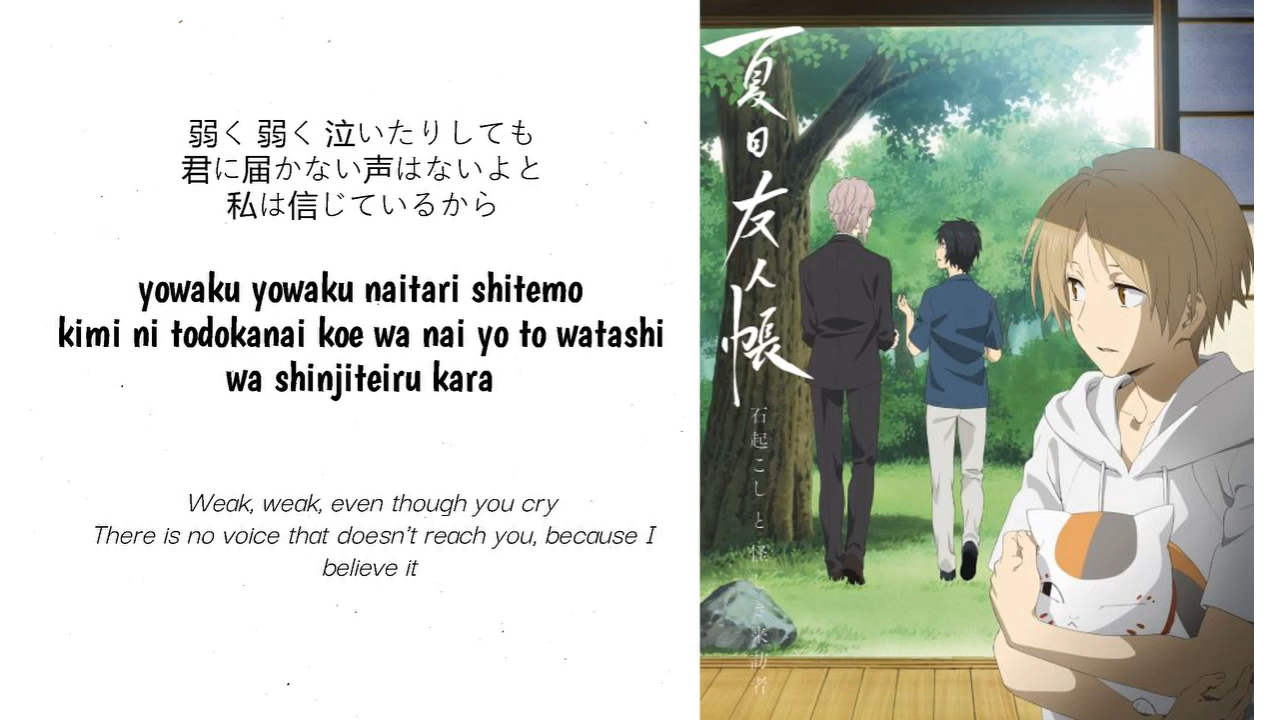 弱く 弱く 泣いたりしても
君に届かない声はないよと
私は信じているから
yowaku yowaku naitari shitemo
kimi ni todokanai koe wa nai yo to watashi
wa shinjiteiru kara
Weak, weak, even though you cry
There is no voice that doesn't reach you, because I
believe it
夏目友人帳
石起こしと怪しき来訪者